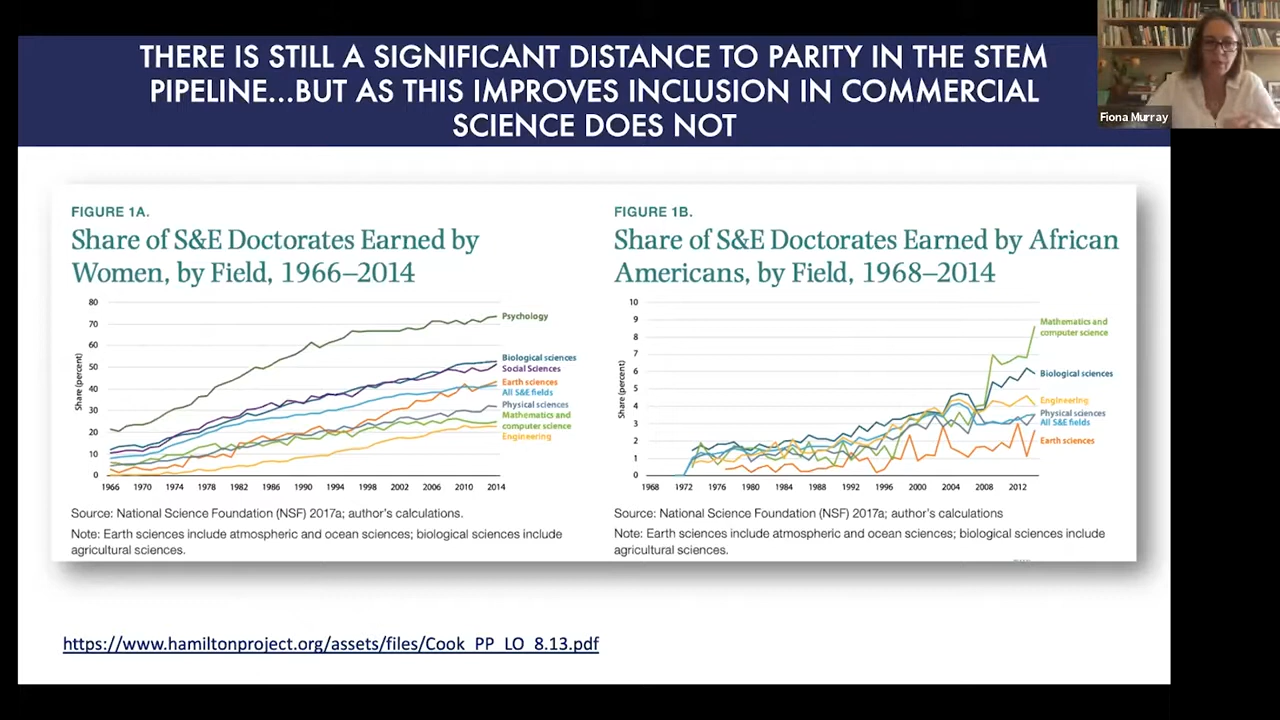 THERE IS STILL A SIGNIFICANT DISTANCE TO PARITY IN THE STEM
PIPELINE...BUT AS THIS IMPROVES INCLUSION IN COMMERCIAL
SCIENCE DOES NOT
Fiona Murray
FIGURE 1A.
Share of S&E Doctorates Earned by
Women, by Field, 1966–2014
80
70
60
50
40
30
20
10
0
Share (percent)
Psychology
Biological sciences
Social Sciences
Earth sciences
All S&E fields
Physical sciences
Mathematics and
computer science
Engineering
1966 1970 1974 1978 1982 1986 1990 1994 1998 2002 2006 2010 2014
Source: National Science Foundation (NSF) 2017a; author's calculations.
Note: Earth sciences include atmospheric and ocean sciences; biological sciences include
agricultural sciences.
FIGURE 1B.
Share of S&E Doctorates Earned by African
Americans, by Field, 1968–2014
10
9
8
7
6
5
4
3
2
1
0
Share (percent)
Mathematics and
computer science
Biological sciences
Engineering
Physical sciences
All S&E fields
Earth sciences
1968 1972 1976 1980 1984 1988 1992 1996 2000 2004 2008 2012
Source: National Science Foundation (NSF) 2017a; author's calculations
Note: Earth sciences include atmospheric and ocean sciences; biological sciences include
agricultural sciences.
https://www.hamiltonproject.org/assets/files/Cook_PP_LO_8.13.pdf